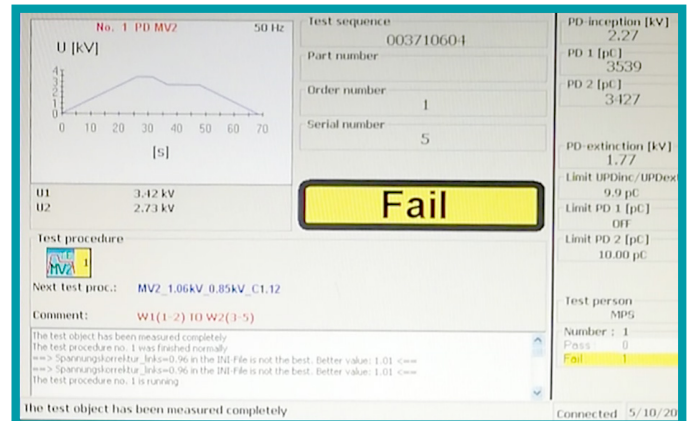 No. 1 PD MV2 50 Hz
U [kV]
4
3
2
1
0
0 10 20 30 40 50 60 70
[s]
U1 3.42 kV
U2 2.73 kV
Test sequence
003710604
Part number
Order number
1
Serial number
5
Fail
Test procedure
MV2 1
Next test proc.: MV2_1.06kV_0.85kV_C1.12
Comment: W1(1-2) TO W2(3-5)
The test object has been measured completely
The test procedure no. 1 was finished normally
==> Spannungskorrektur_links=0.96 in the INI-File is not the best. Better value: 1.01 <==
==> Spannungskorrektur_links=0.96 in the INI-File is not the best. Better value: 1.01 <==
The test procedure no. 1 is running
The test object has been measured completely
PD-inception [kV]
2.27
PD 1 [pC]
3539
PD 2 [pC]
3427
PD-extinction [kV]
1.77
Limit UPDinc/UPDex
9.9 pC
Limit PD 1 [pC]
OFF
Limit PD 2 [pC]
10.00 pC
Test person
MPS
Number : 1
Pass 0
Fail 1
Connected 5/10/20